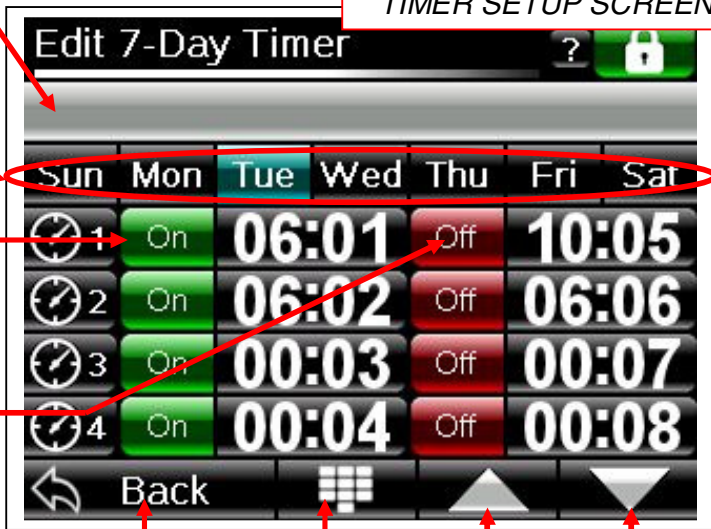 TIMER SETUP SCREEN
Edit 7-Day Timer ?
Sun Mon Tue Wed Thu Fri Sat
1 On 06:01 Off 10:05
2 On 06:02 Off 06:06
3 On 00:03 Off 00:07
4 On 00:04 Off 00:08
Back